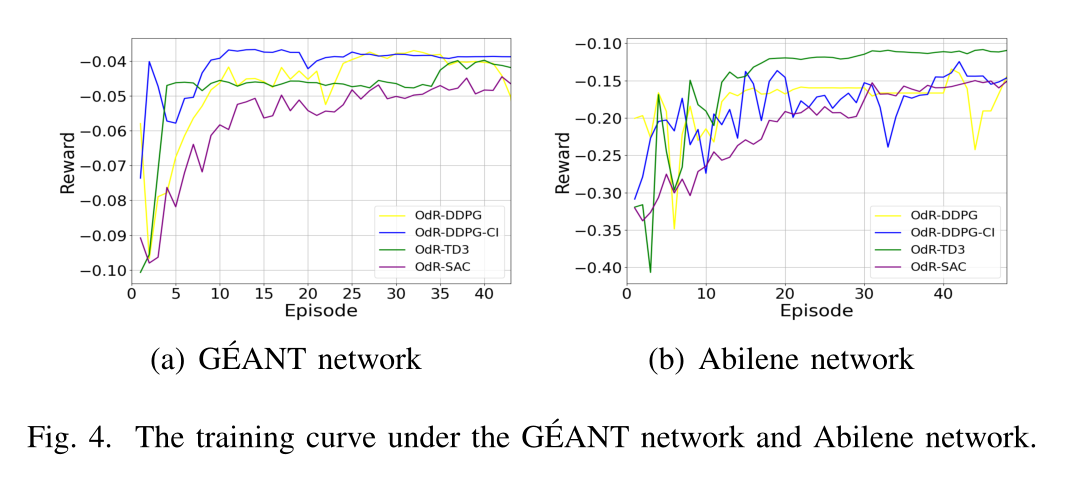 −0.04
−0.05
−0.06
−0.07
−0.08
−0.09
−0.10
Reward
0 5 10 15 20 25 30 35 40
Episode
OdR-DDPG
OdR-DDPG-CI
OdR-TD3
OdR-SAC
(a) GÉANT network
−0.10
−0.15
−0.20
−0.25
−0.30
−0.35
−0.40
Reward
0 10 20 30 40
Episode
OdR-DDPG
OdR-DDPG-CI
OdR-TD3
OdR-SAC
(b) Abilene network
Fig. 4. The training curve under the GÉANT network and Abilene network.